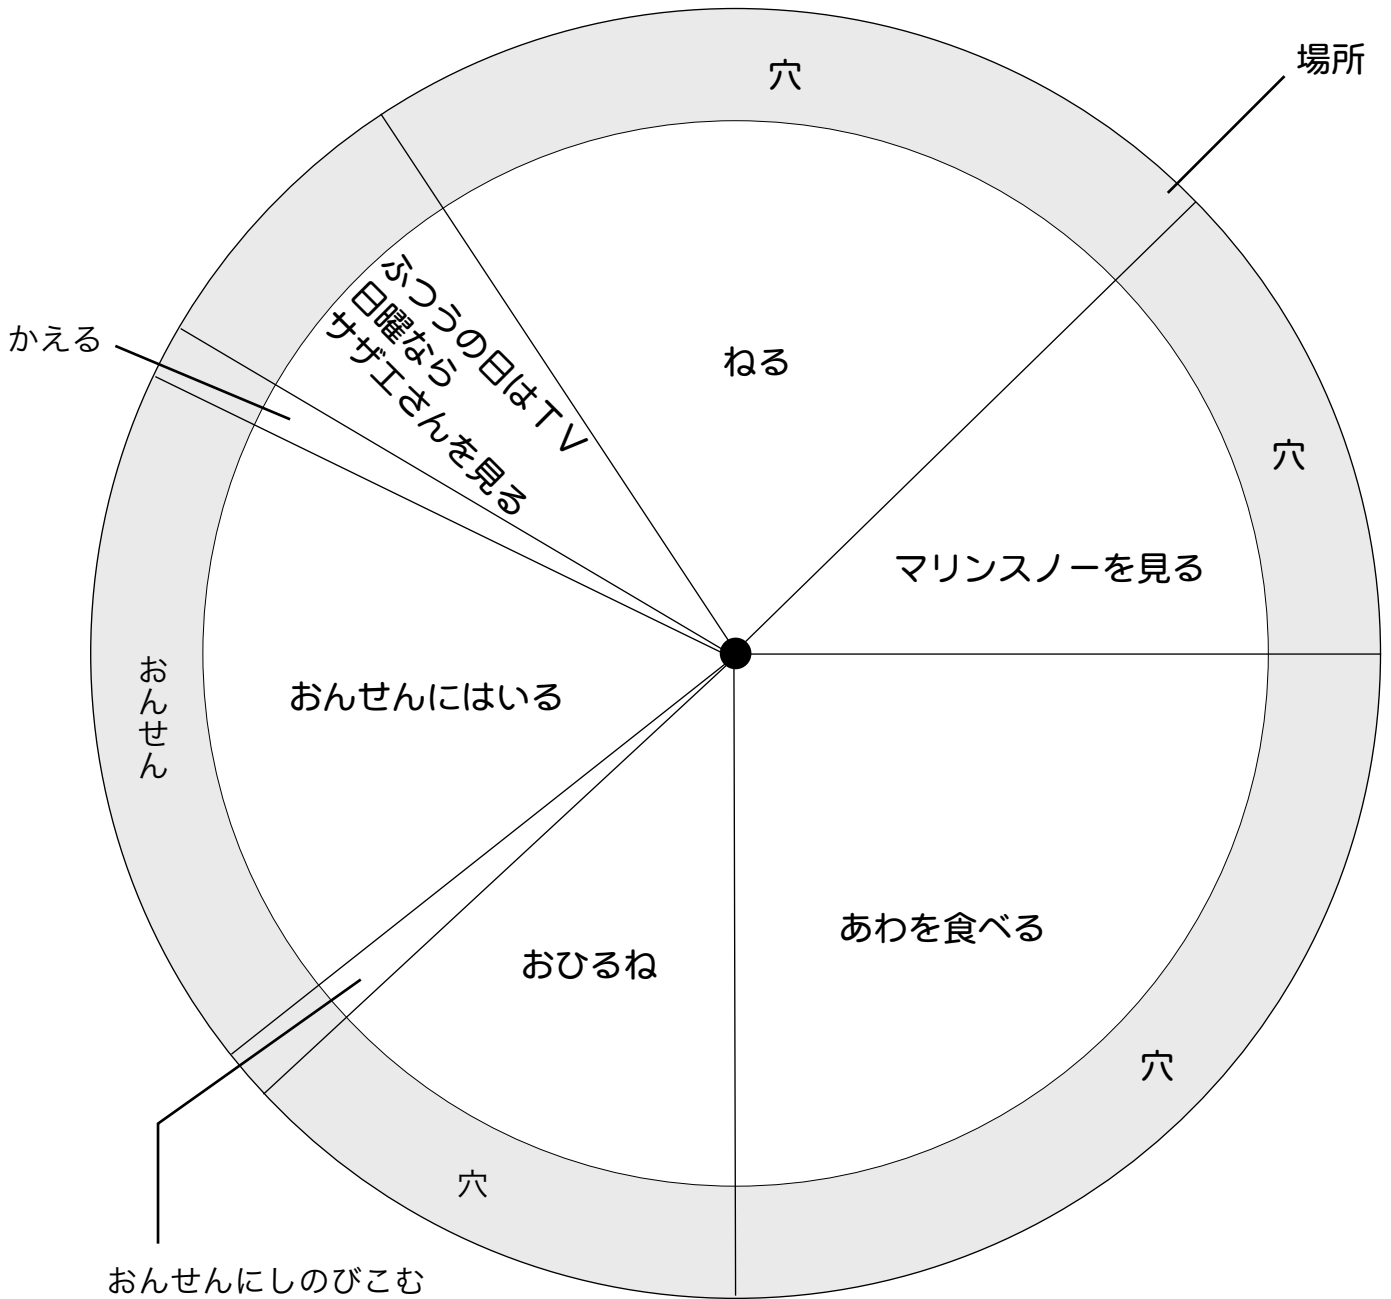 穴
場所
ねる
穴
マリンスノーを見る
あわを食べる
穴
おひるね
穴
おんせんにしのびこむ
おんせんにはいる
おんせん
かえる
ふつうの日はTV
日曜なら
サザエさんを見る